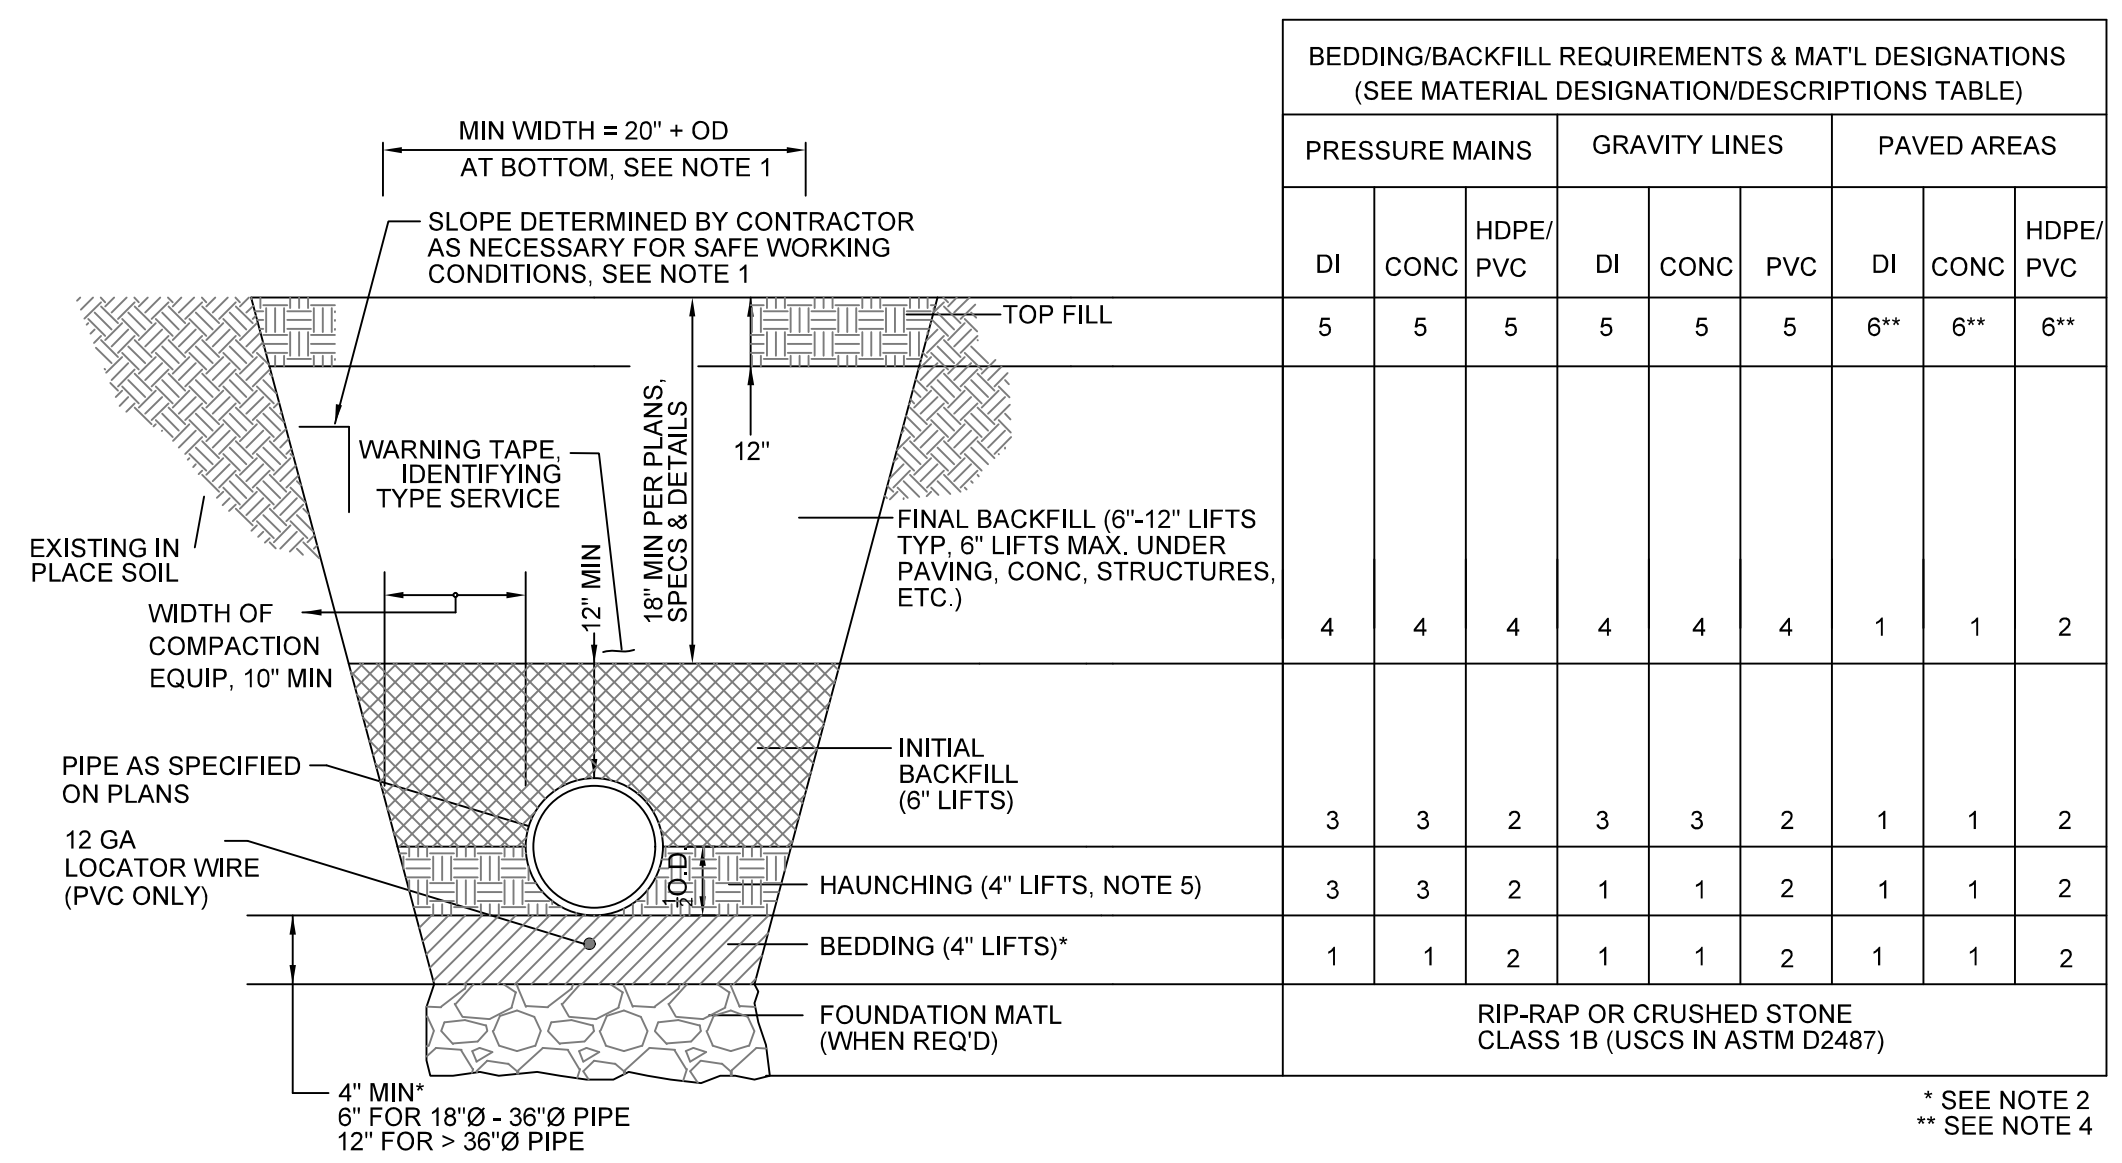 BEDDING/BACKFILL REQUIREMENTS & MAT'L DESIGNATIONS
(SEE MATERIAL DESIGNATION/DESCRIPTIONS TABLE)
PRESSURE MAINS GRAVITY LINES PAVED AREAS
DI CONC HDPE/ PVC DI CONC PVC DI CONC HDPE/ PVC
5 5 5 5 5 5 6** 6** 6**
4 4 4 4 4 4 1 1 2
3 3 2 3 3 2 1 1 2
3 3 2 1 1 2 1 1 2
1 1 2 1 1 2 1 1 2
RIP-RAP OR CRUSHED STONE
CLASS 1B (USCS IN ASTM D2487)
* SEE NOTE 2
** SEE NOTE 4
MIN WIDTH = 20" + OD
AT BOTTOM, SEE NOTE 1
SLOPE DETERMINED BY CONTRACTOR
AS NECESSARY FOR SAFE WORKING
CONDITIONS, SEE NOTE 1
TOP FILL
12"
18" MIN PER PLANS,
SPECS & DETAILS
WARNING TAPE,
IDENTIFYING
TYPE SERVICE
12" MIN
EXISTING IN
PLACE SOIL
FINAL BACKFILL (6"-12" LIFTS
TYP, 6" LIFTS MAX. UNDER
PAVING, CONC, STRUCTURES,
ETC.)
WIDTH OF
COMPACTION
EQUIP, 10" MIN
PIPE AS SPECIFIED
ON PLANS
INITIAL
BACKFILL
(6" LIFTS)
12 GA
LOCATOR WIRE
(PVC ONLY)
1/2 O.D.
HAUNCHING (4" LIFTS, NOTE 5)
BEDDING (4" LIFTS)*
FOUNDATION MATL
(WHEN REQ'D)
4" MIN*
6" FOR 18"Ø - 36"Ø PIPE
12" FOR > 36"Ø PIPE